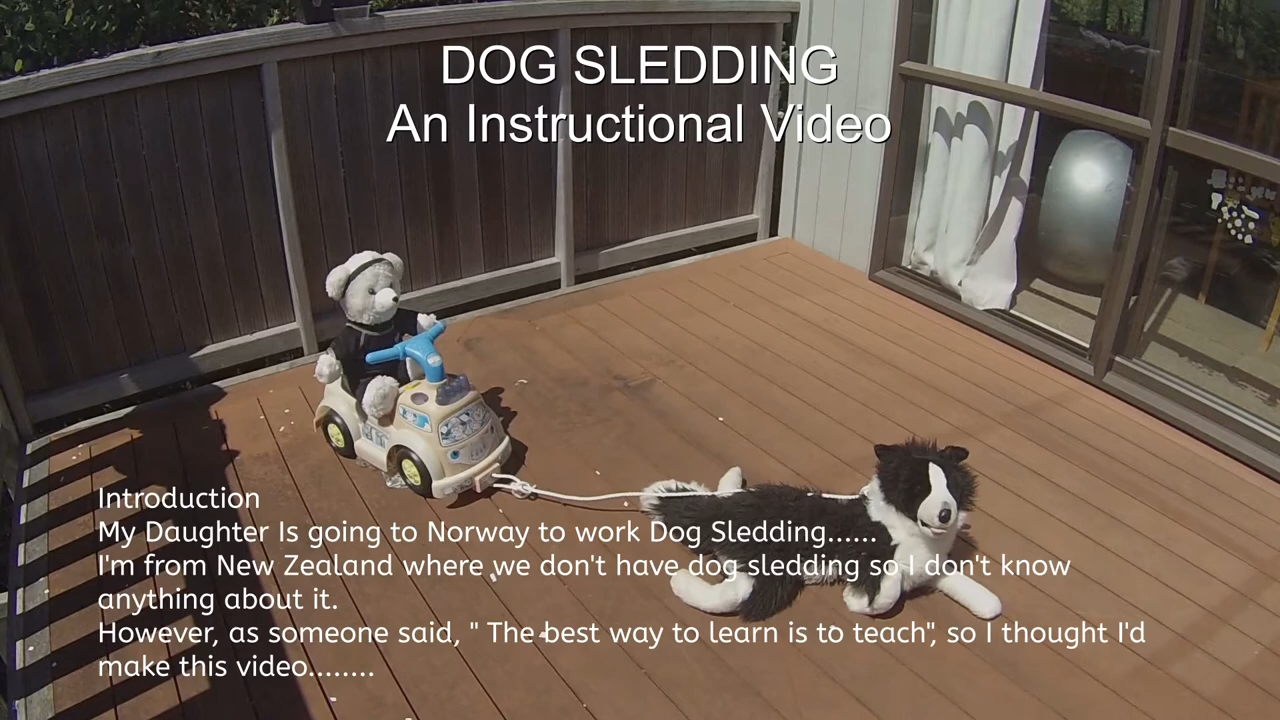 DOG SLEDDING
An Instructional Video
Introduction
My Daughter Is going to Norway to work Dog Sledding......
I'm from New Zealand where we don't have dog sledding so I don't know
anything about it.
However, as someone said, " The best way to learn is to teach", so I thought I'd
make this video........